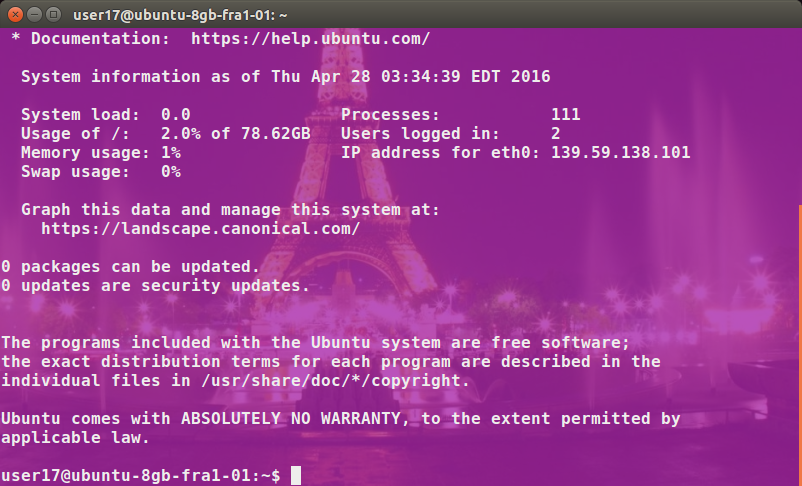 user17@ubuntu-8gb-fra1-01: ~
* Documentation:  https://help.ubuntu.com/
System information as of Thu Apr 28 03:34:39 EDT 2016
System load:  0.0               Processes:           111
Usage of /:   2.0% of 78.62GB   Users logged in:     2
Memory usage: 1%                IP address for eth0: 139.59.138.101
Swap usage:   0%
Graph this data and manage this system at:
https://landscape.canonical.com/
0 packages can be updated.
0 updates are security updates.
The programs included with the Ubuntu system are free software;
the exact distribution terms for each program are described in the
individual files in /usr/share/doc/*/copyright.
Ubuntu comes with ABSOLUTELY NO WARRANTY, to the extent permitted by
applicable law.
user17@ubuntu-8gb-fra1-01:~$